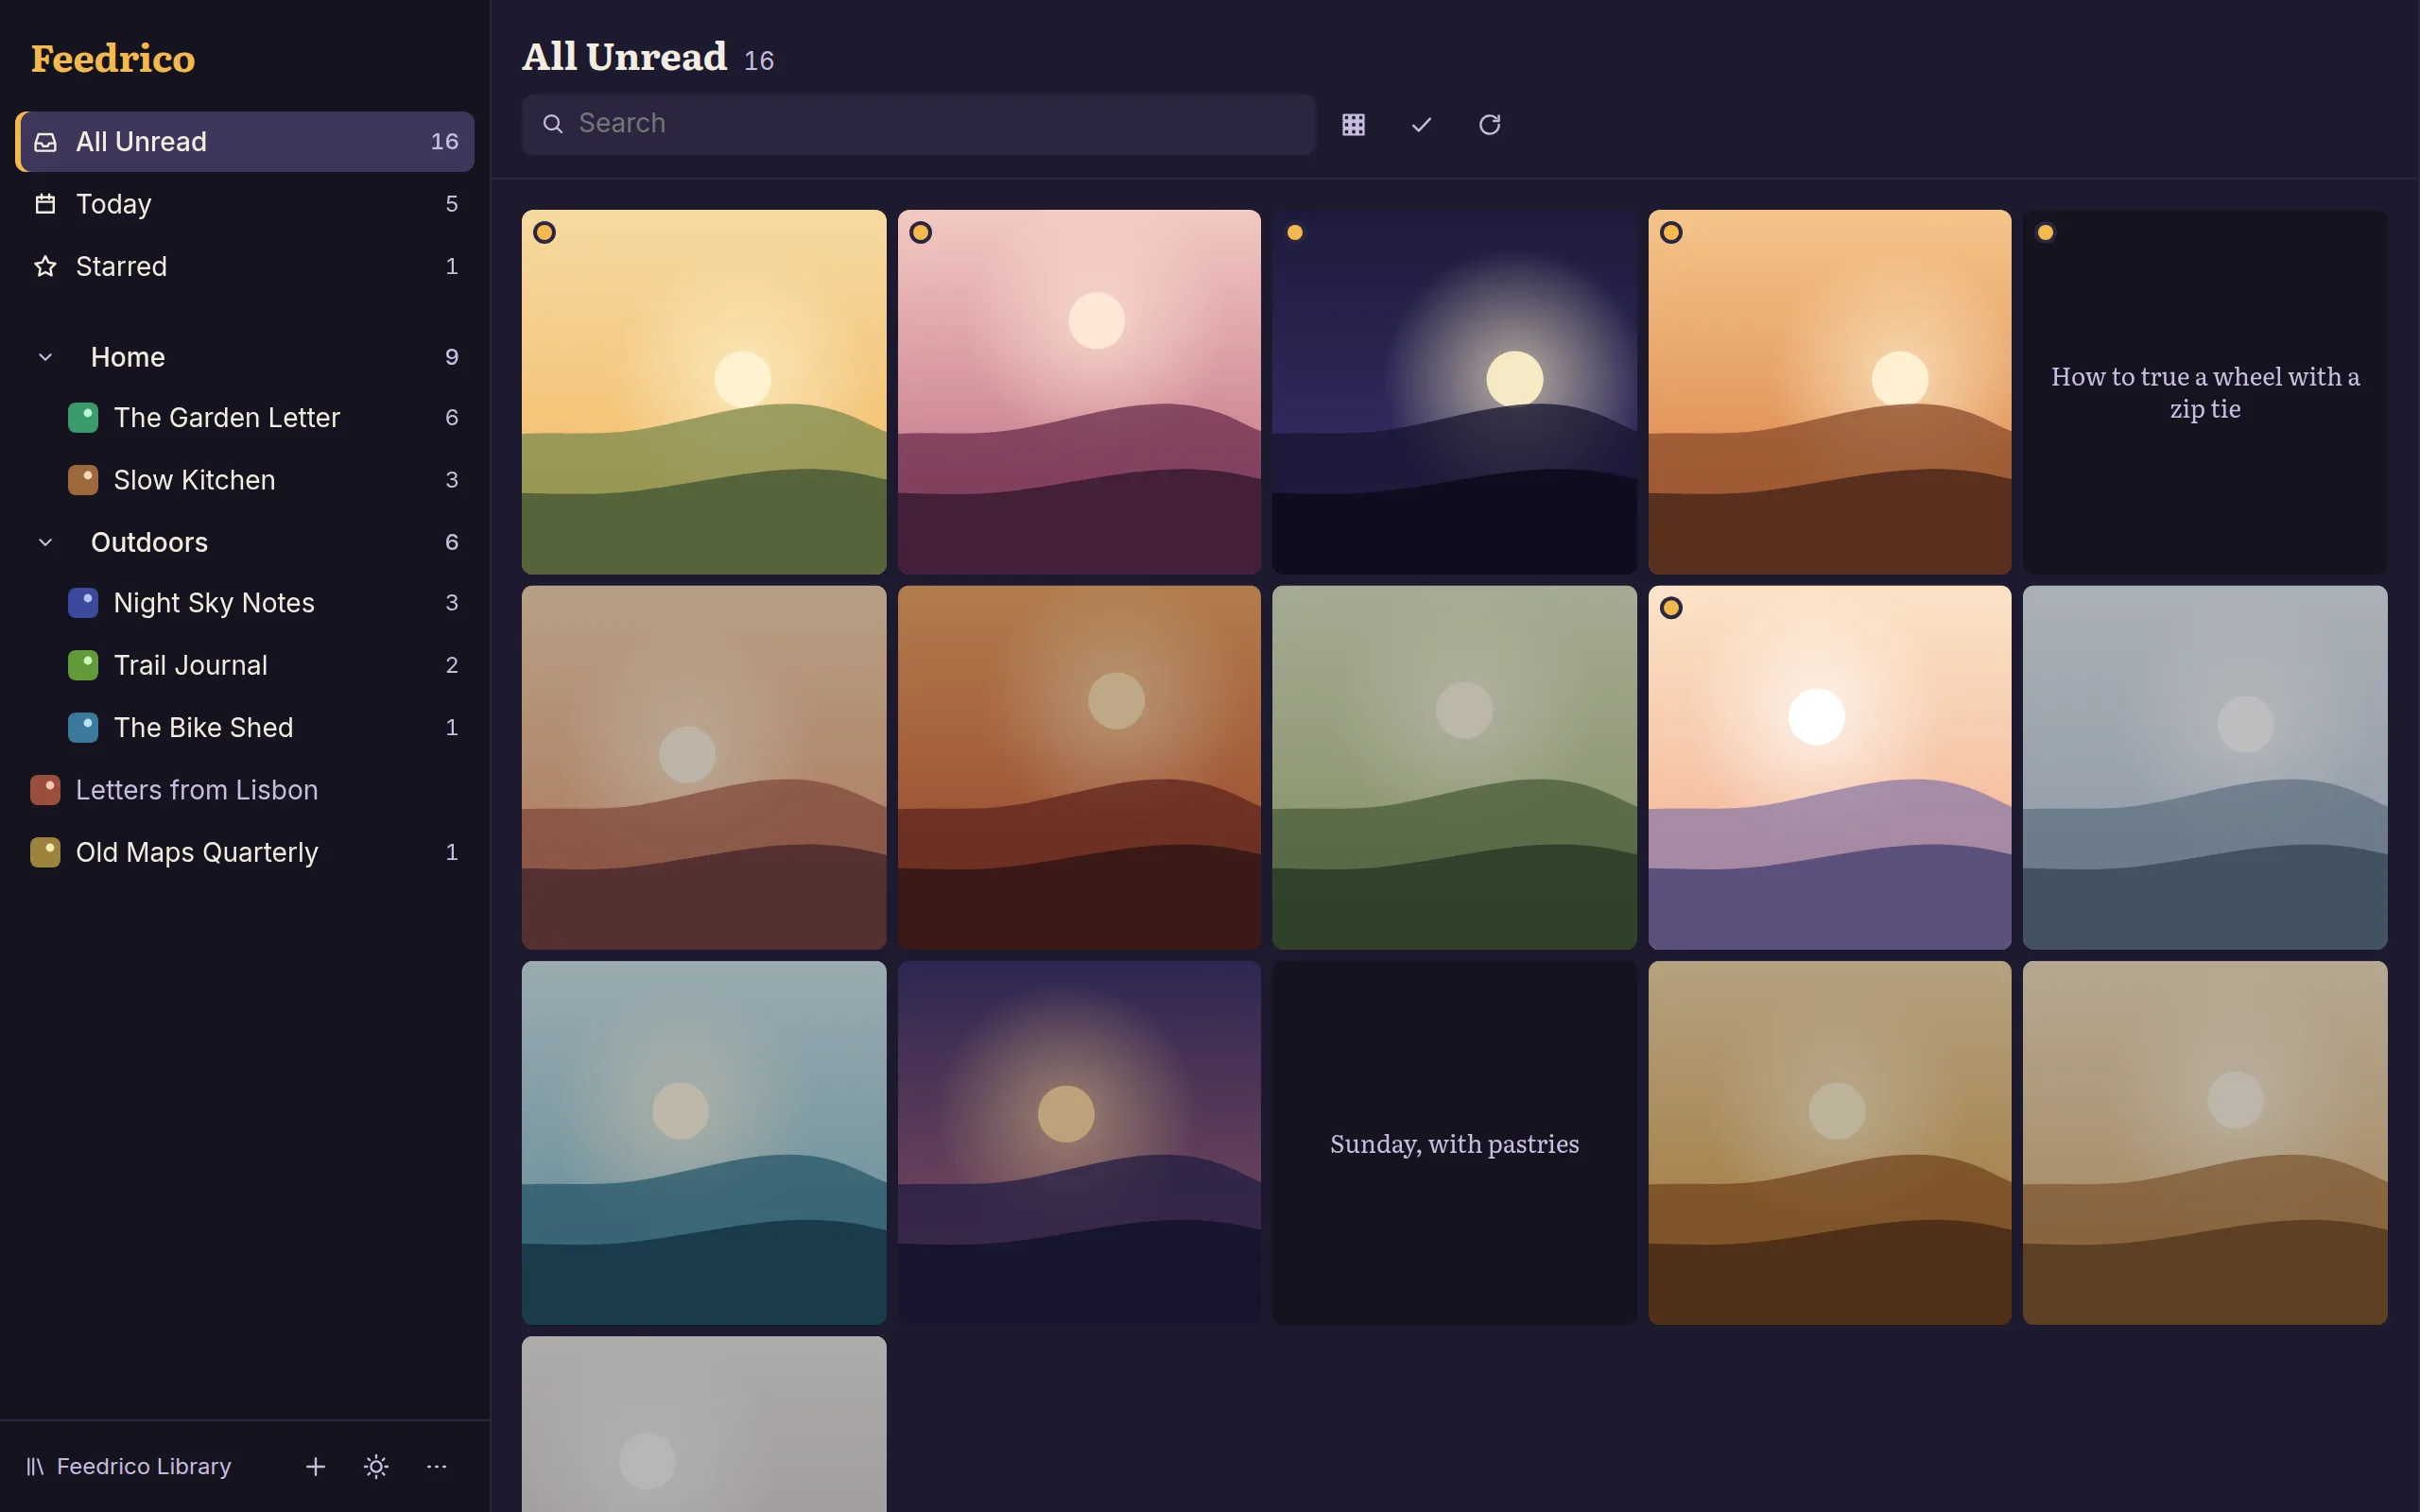 Feedrico
All Unread 16
Today 5
Starred 1
Home 9
The Garden Letter 6
Slow Kitchen 3
Outdoors 6
Night Sky Notes 3
Trail Journal 2
The Bike Shed 1
Letters from Lisbon
Old Maps Quarterly 1
Feedrico Library
All Unread 16
Search
How to true a wheel with a
zip tie
Sunday, with pastries